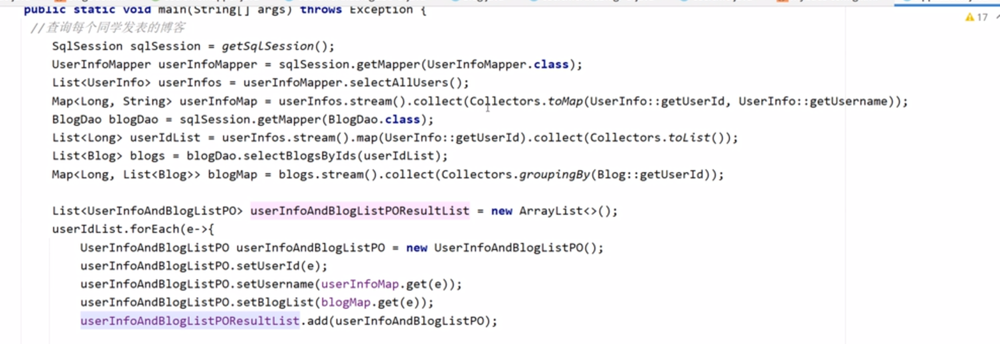 public static void main(String[] args) throws Exception {
17
//查询每个同学发表的博客
SqlSession sqlSession = getSqlSession();
UserInfoMapper userInfoMapper = sqlSession.getMapper(UserInfoMapper.class);
List<UserInfo> userInfos = userInfoMapper.selectAllUsers();
Map<Long, String> userInfoMap = userInfos.stream().collect(Collectors.toMap(UserInfo::getUserId, UserInfo::getUsername));
BlogDao blogDao = sqlSession.getMapper(BlogDao.class);
List<Long> userIdList = userInfos.stream().map(UserInfo::getUserId).collect(Collectors.toList());
List<Blog> blogs = blogDao.selectBlogsByIds(userIdList);
Map<Long, List<Blog>> blogMap = blogs.stream().collect(Collectors.groupingBy(Blog::getUserId));
List<UserInfoAndBlogListPO> userInfoAndBlogListPOResultList = new ArrayList<>();
userIdList.forEach(e->{
UserInfoAndBlogListPO userInfoAndBlogListPO = new UserInfoAndBlogListPO();
userInfoAndBlogListPO.setUserId(e);
userInfoAndBlogListPO.setUsername(userInfoMap.get(e));
userInfoAndBlogListPO.setBlogList(blogMap.get(e));
userInfoAndBlogListPOResultList.add(userInfoAndBlogListPO);